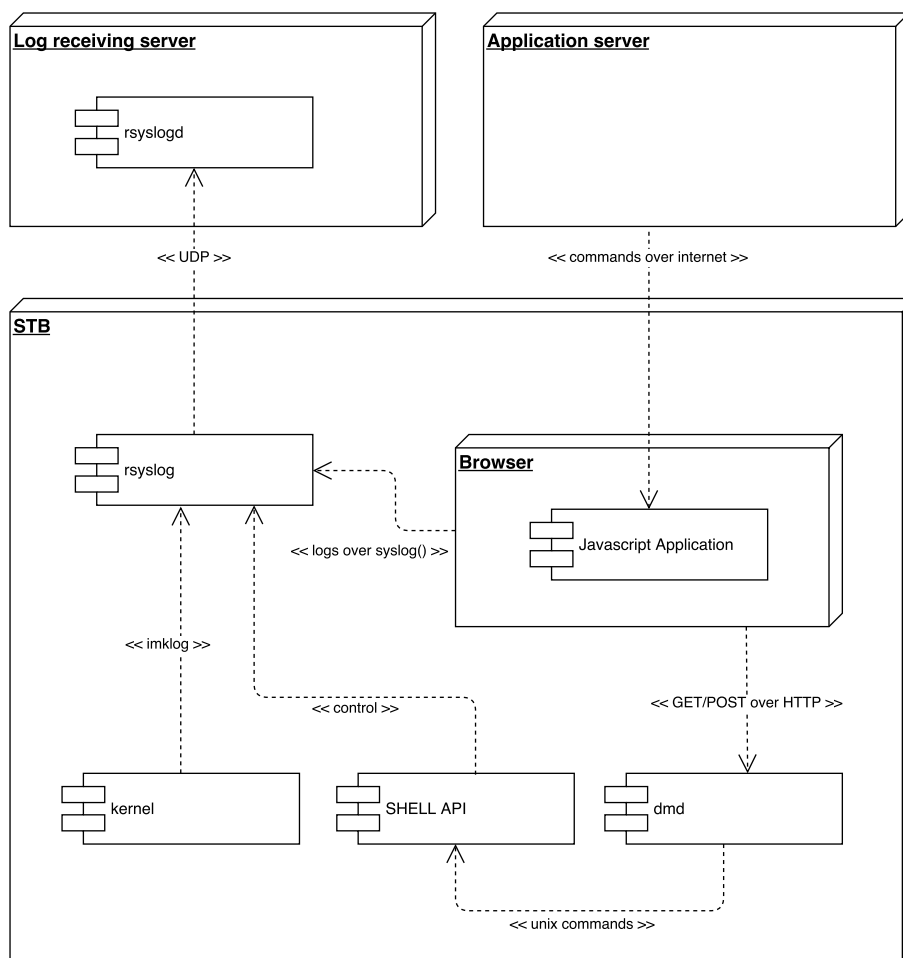 Log receiving server
Application server
rsyslogd
<< UDP >>
<< commands over internet >>
STB
rsyslog
Browser
Javascript Application
<< logs over syslog() >>
<< imklog >>
<< control >>
<< GET/POST over HTTP >>
kernel
SHELL API
dmd
<< unix commands >>